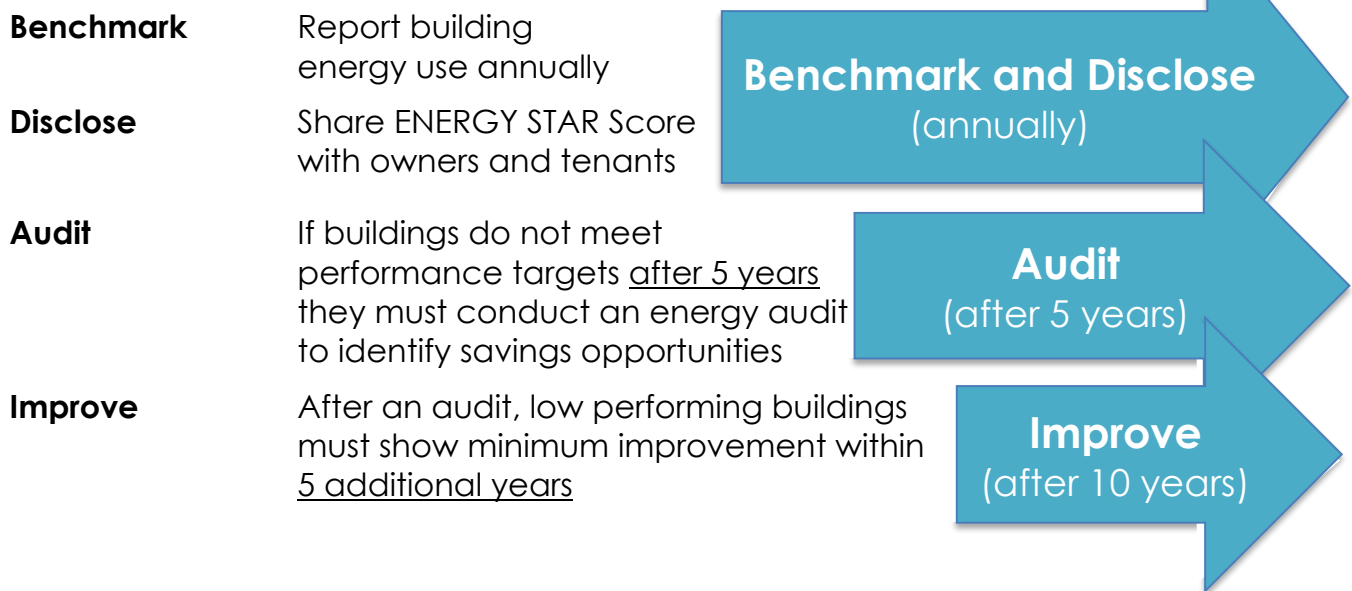 Benchmark
Report building
energy use annually
Disclose
Share ENERGY STAR Score
with owners and tenants
Audit
If buildings do not meet
performance targets after 5 years
they must conduct an energy audit
to identify savings opportunities
Improve
After an audit, low performing buildings
must show minimum improvement within
5 additional years
Benchmark and Disclose
(annually)
Audit
(after 5 years)
Improve
(after 10 years)